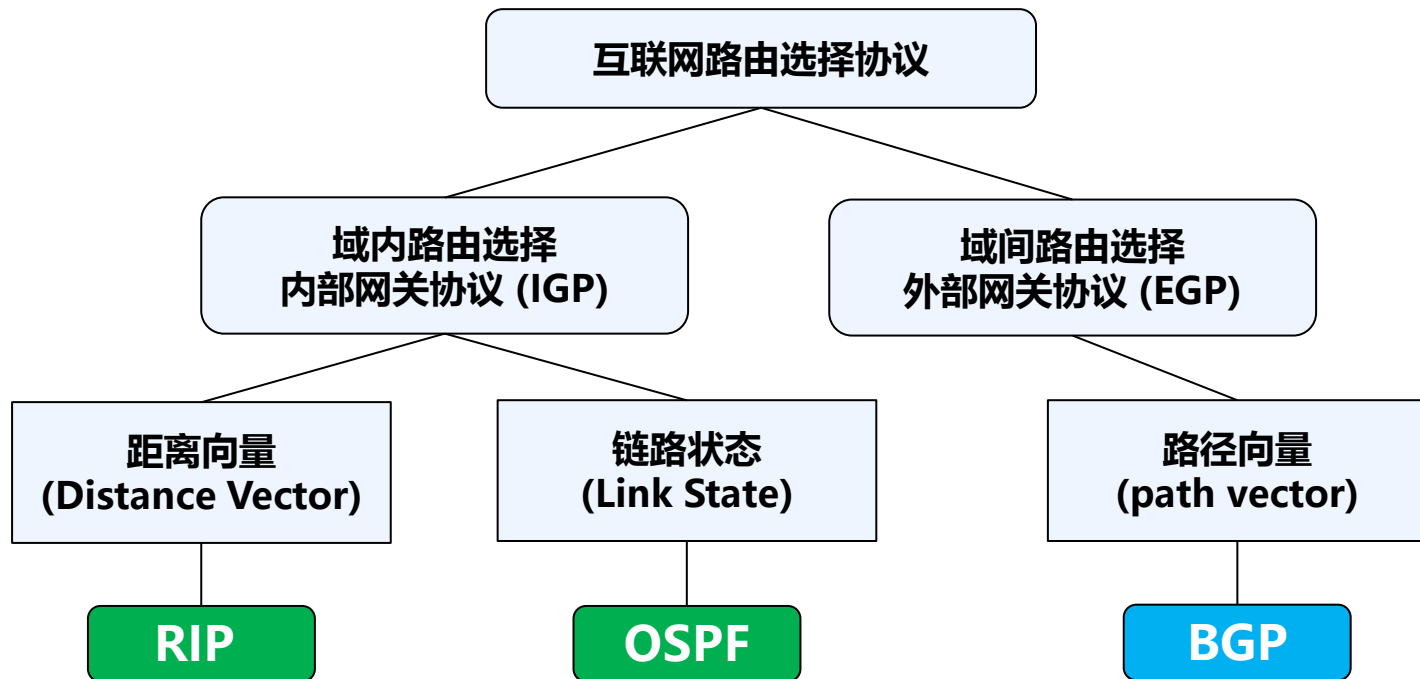 互联网路由选择协议
域内路由选择
内部网关协议 (IGP)
域间路由选择
外部网关协议 (EGP)
距离向量
(Distance Vector)
链路状态
(Link State)
路径向量
(path vector)
RIP
OSPF
BGP